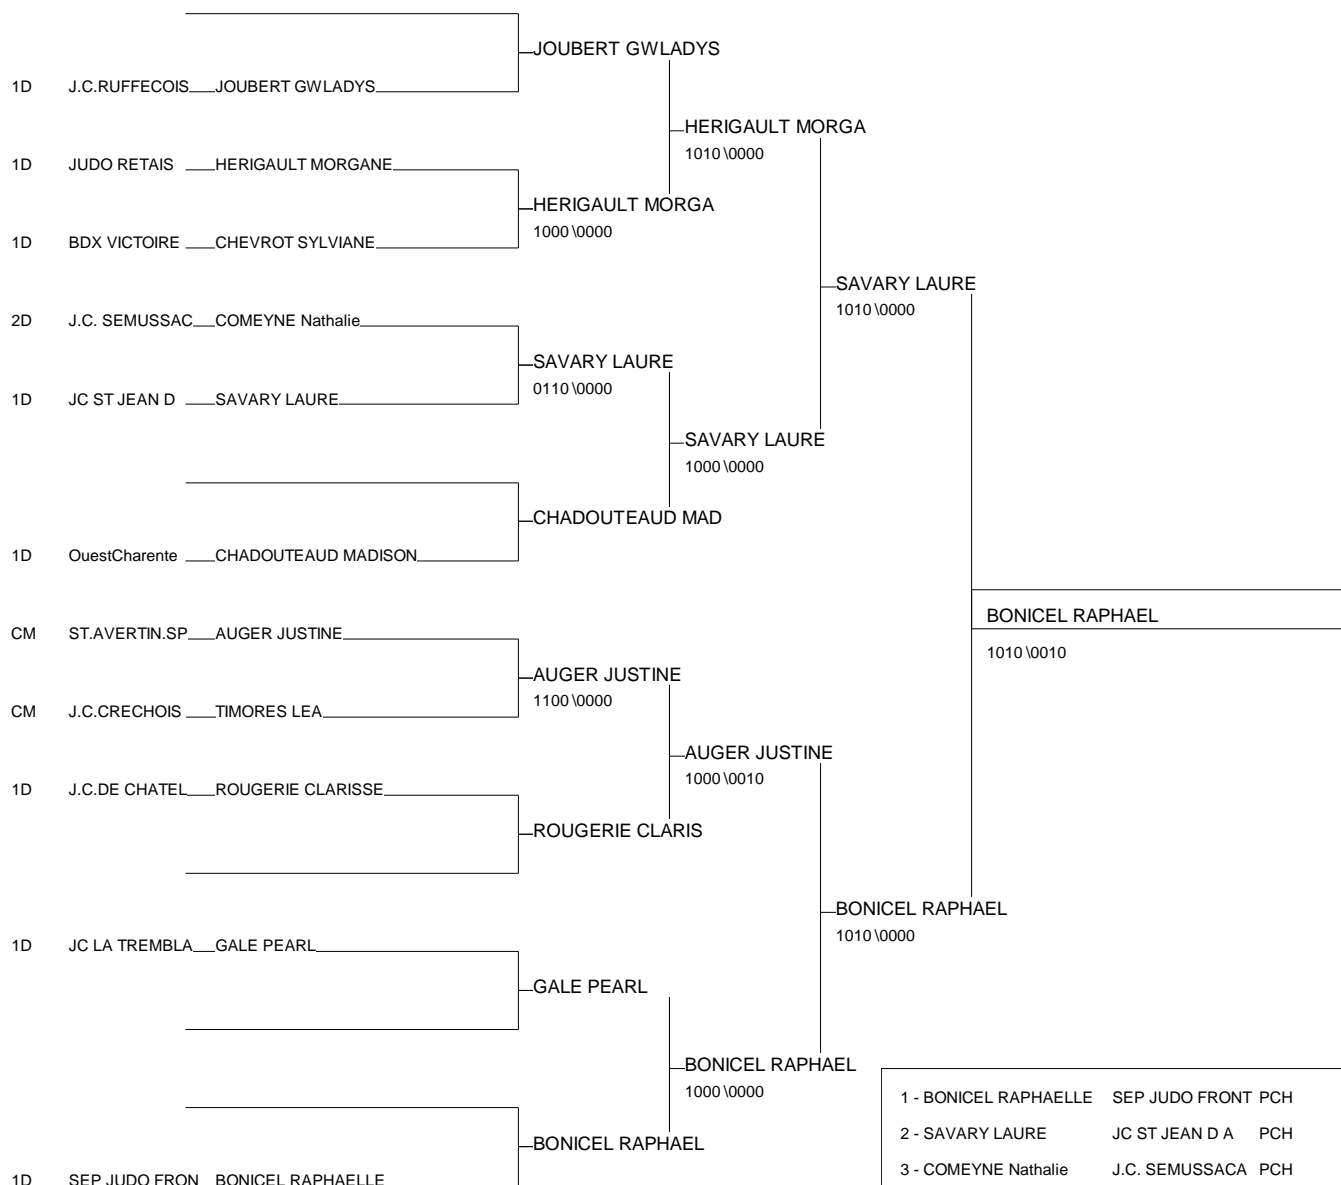 JOUBERT GWLADYS
1D J.C.RUFFECOIS JOUBERT GWLADYS
HERIGAULT MORGA
1010 \0000
1D JUDO RETAIS HERIGAULT MORGANE
HERIGAULT MORGA
1000 \0000
1D BDX VICTOIRE CHEVROT SYLVIANE
SAVARY LAURE
1010 \0000
2D J.C. SEMUSSAC COMEYNE Nathalie
SAVARY LAURE
0110 \0000
1D JC ST JEAN D SAVARY LAURE
SAVARY LAURE
1000 \0000
CHADOUTEAUD MAD
1D OuestCharente CHADOUTEAUD MADISON
BONICEL RAPHAEL
1010 \0010
CM ST.AVERTIN.SP AUGER JUSTINE
AUGER JUSTINE
1100 \0000
CM J.C.CRECHOIS TIMORES LEA
AUGER JUSTINE
1000 \0010
1D J.C.DE CHATEL ROUGERIE CLARISSE
ROUGERIE CLARIS
BONICEL RAPHAEL
1010 \0000
1D JC LA TREMBLA GALE PEARL
GALE PEARL
BONICEL RAPHAEL
1000 \0000
1 - BONICEL RAPHAELLE SEP JUDO FRONT PCH
2 - SAVARY LAURE JC ST JEAN D A PCH
BONICEL RAPHAEL
3 - COMEYNE Nathalie J.C. SEMUSSACA PCH
1D SEP JUDO FRON BONICEL RAPHAELLE